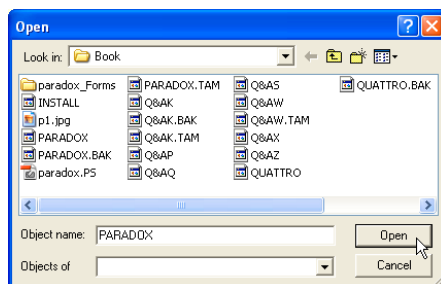 Open
Look in: Book
paradox_Forms PARADOX.TAM Q&AS QUATTRO.BAK
INSTALL Q&AK Q&AW
p1.jpg Q&AK.BAK Q&AW.TAM
PARADOX Q&AK.TAM Q&AX
PARADOX.BAK Q&AP Q&AZ
paradox.PS Q&AQ QUATTRO
Object name: PARADOX Open
Objects of Cancel